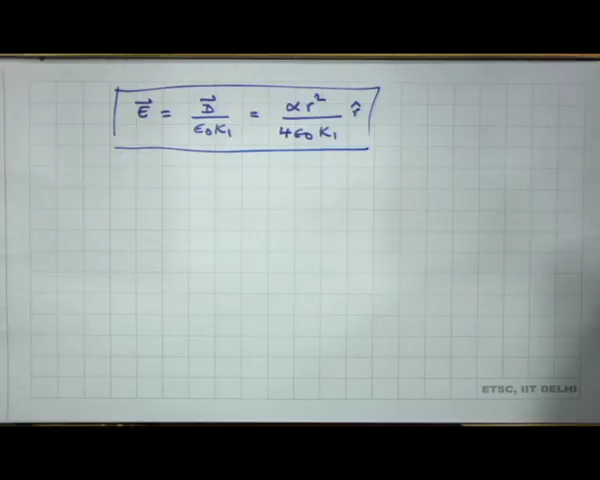 E⃗ = D⃗ / ε₀K₁ = αr² / 4ε₀K₁ r̂
ETSC, IIT DELHI